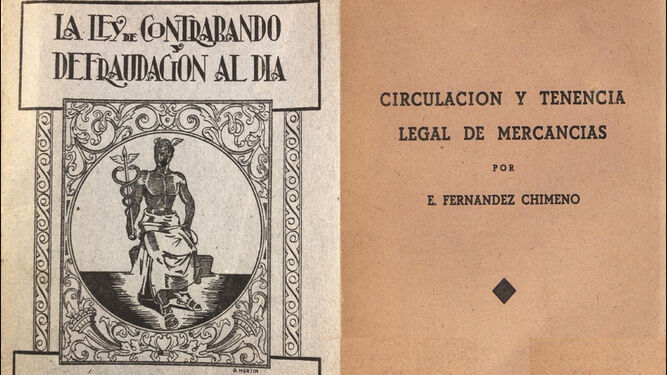 LA LEY DE CONTRABANDO
Y
DEFRAUDACION AL DIA
CIRCULACION Y TENENCIA
LEGAL DE MERCANCIAS
POR
E. FERNANDEZ CHIMENO